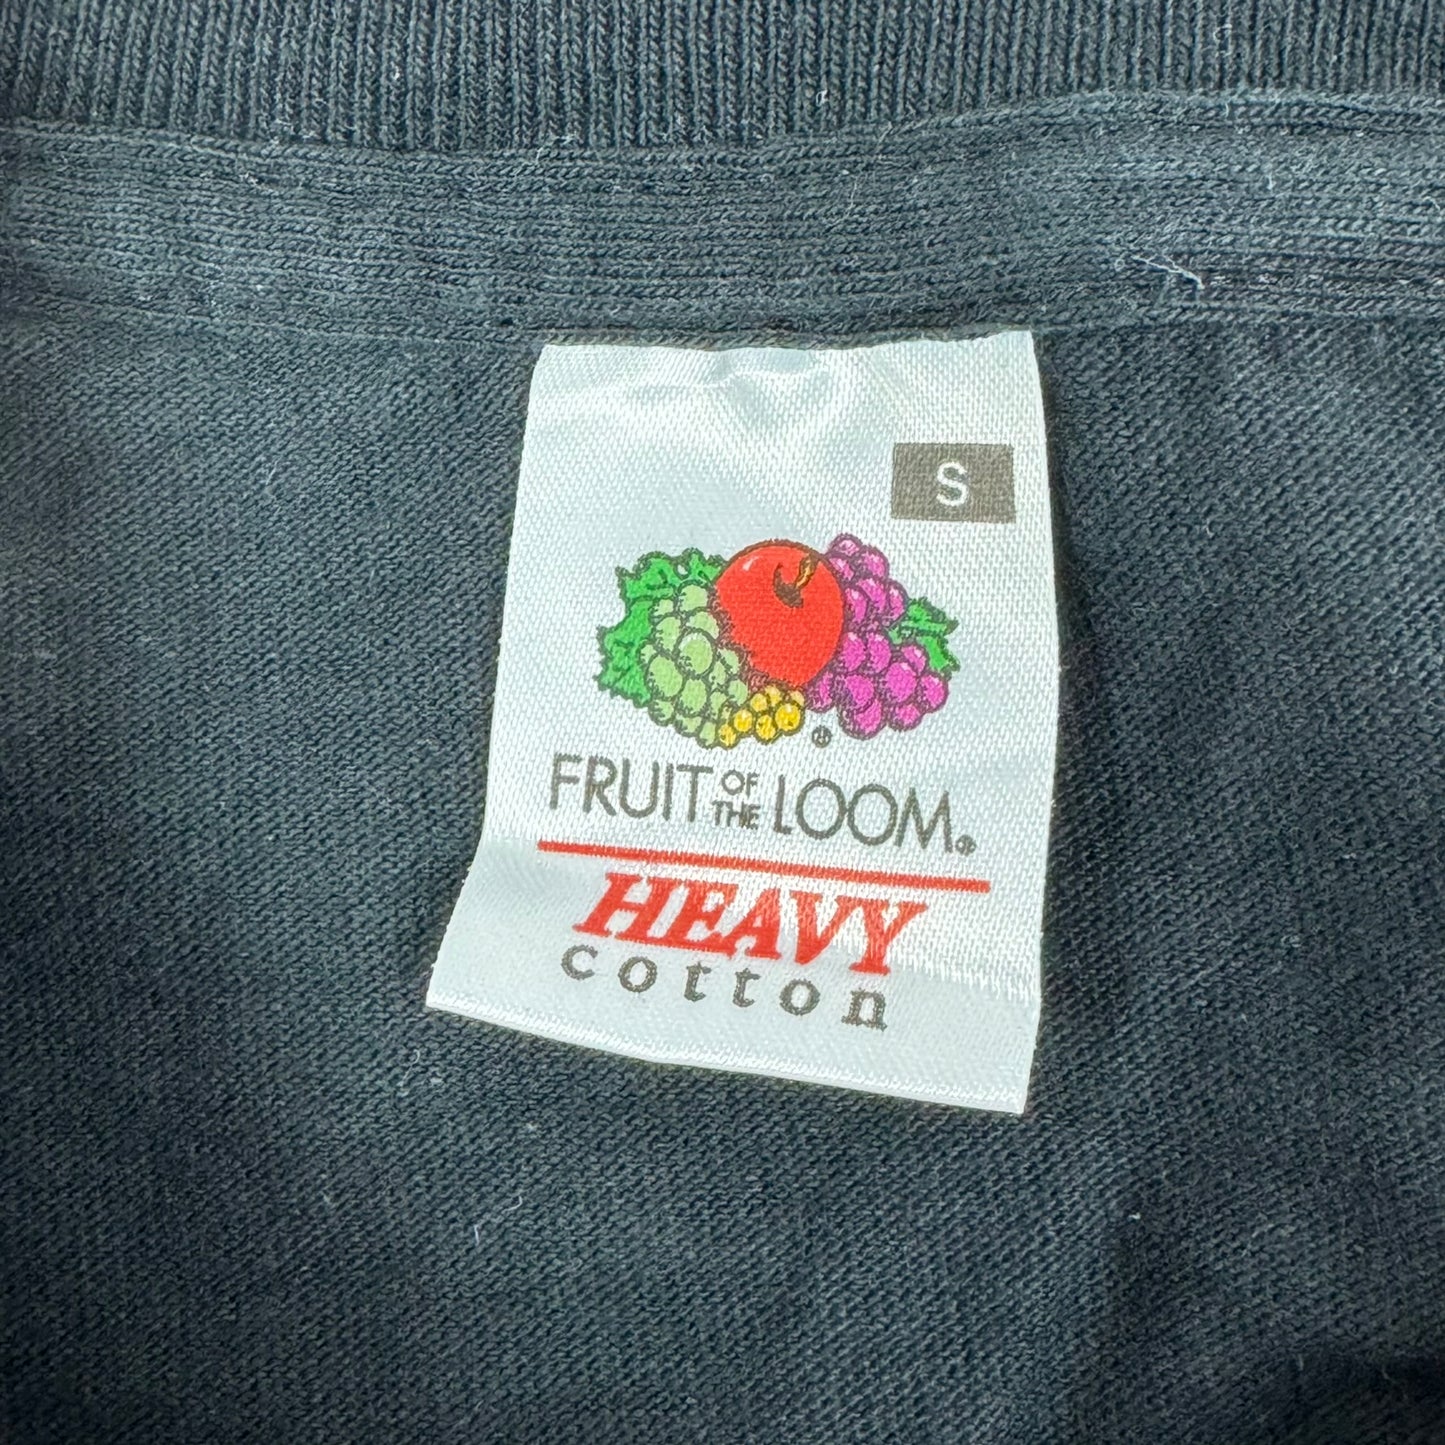 S
®
FRUIT OF THE LOOM®
HEAVY
cotton